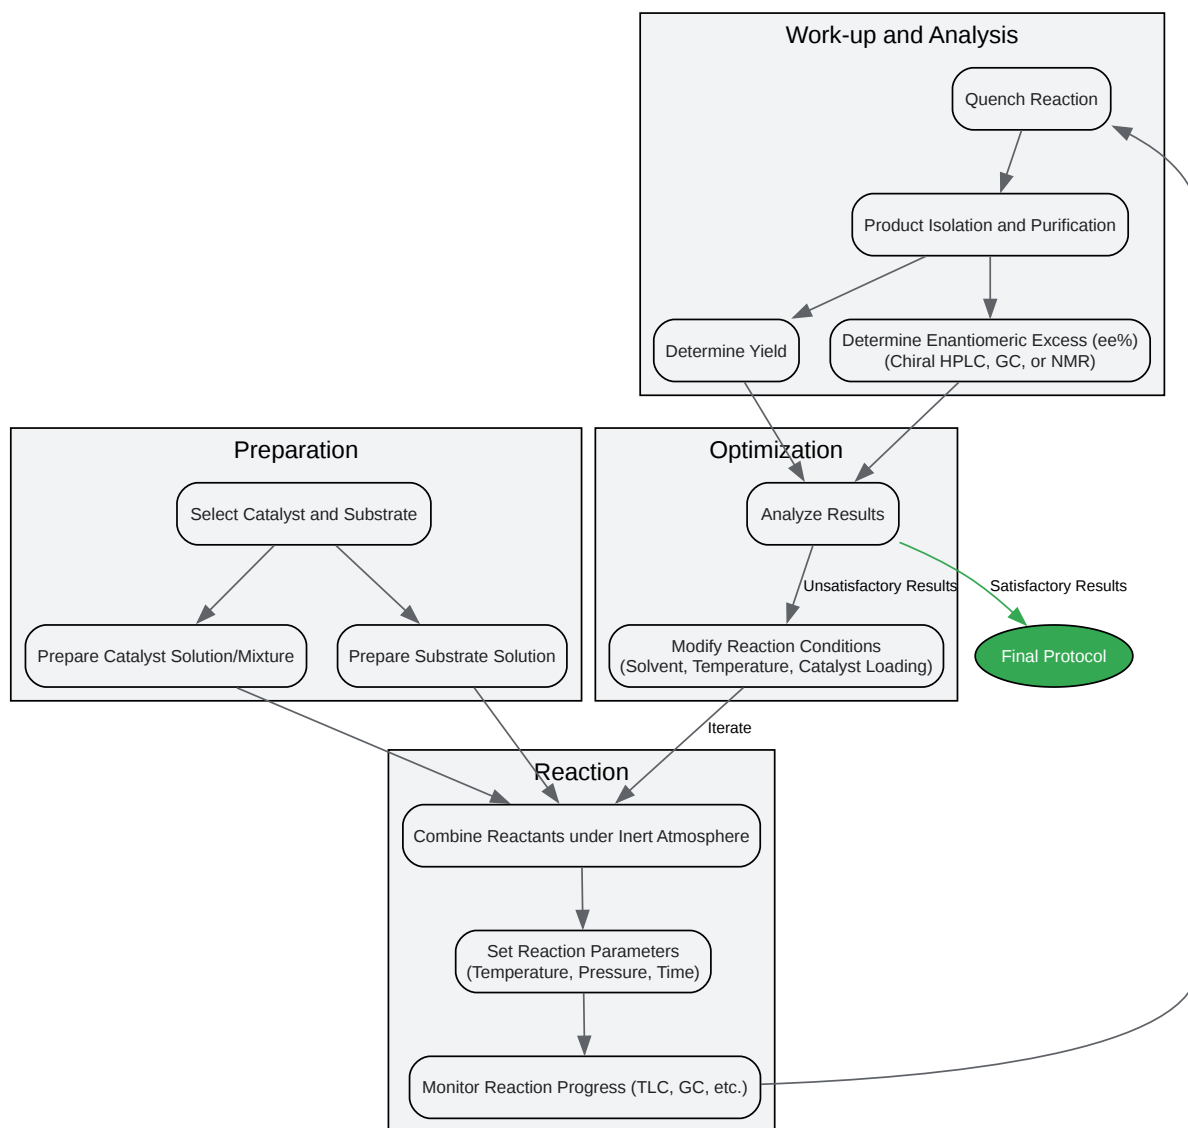 Work-up and Analysis
Quench Reaction
Product Isolation and Purification
Determine Yield
Determine Enantiomeric Excess (ee%)
(Chiral HPLC, GC, or NMR)
Preparation
Select Catalyst and Substrate
Prepare Catalyst Solution/Mixture
Prepare Substrate Solution
Optimization
Analyze Results
Unsatisfactory Results
Satisfactory Results
Modify Reaction Conditions
(Solvent, Temperature, Catalyst Loading)
Final Protocol
Iterate
Reaction
Combine Reactants under Inert Atmosphere
Set Reaction Parameters
(Temperature, Pressure, Time)
Monitor Reaction Progress (TLC, GC, etc.)